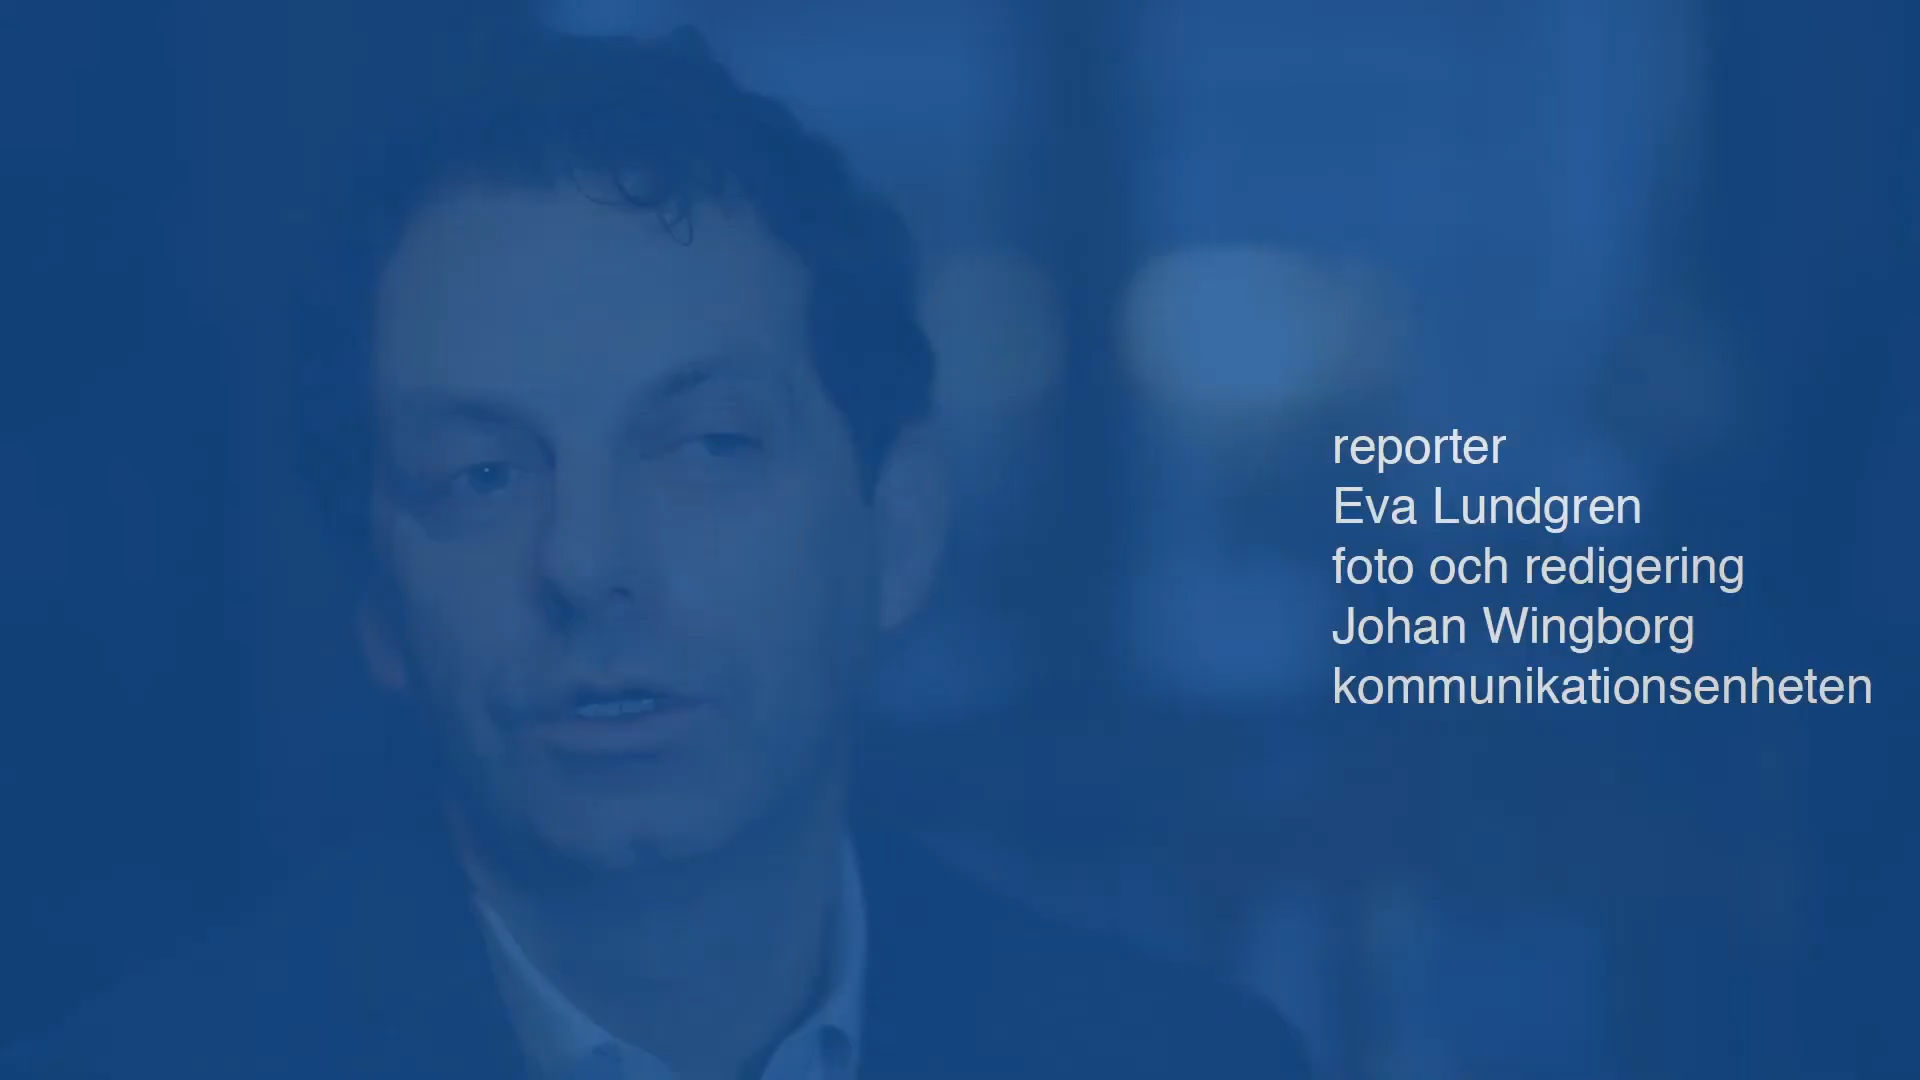 reporter
Eva Lundgren
foto och redigering
Johan Wingborg
kommunikationsenheten